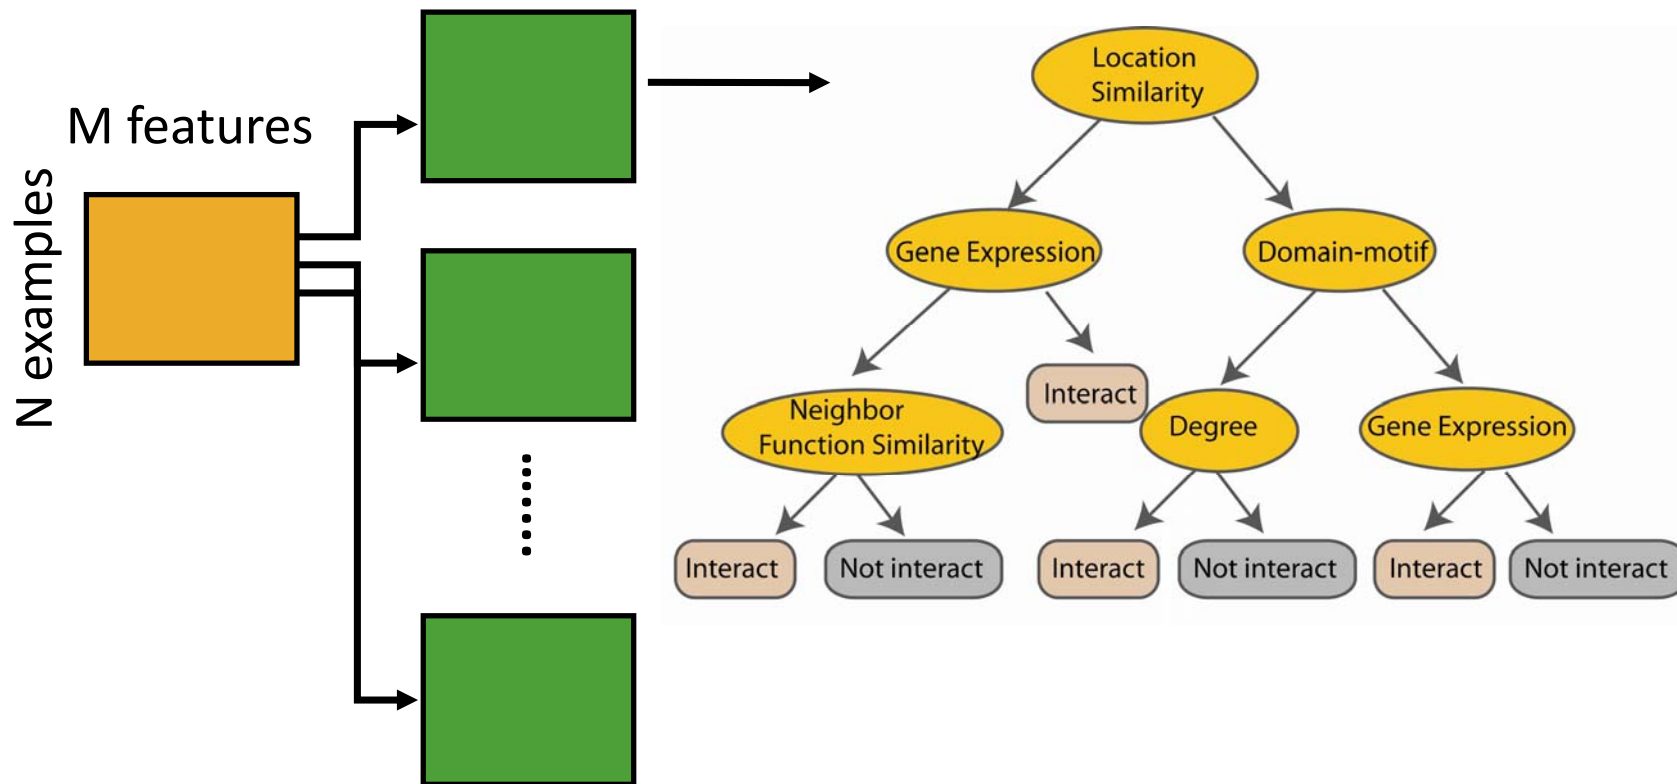 M features
N examples
Location
Similarity
Gene Expression
Domain-motif
Interact
Neighbor
Function Similarity
Degree
Gene Expression
Interact
Not interact
Interact
Not interact
Interact
Not interact